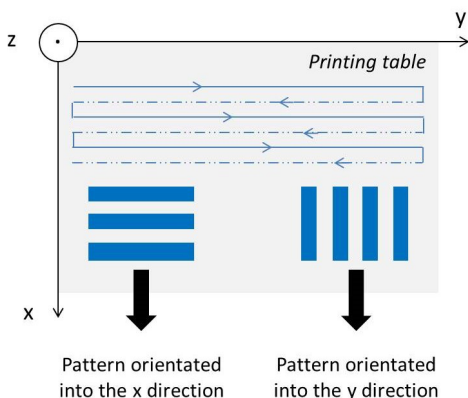 y
z
Printing table
x
Pattern orientated
into the x direction
Pattern orientated
into the y direction